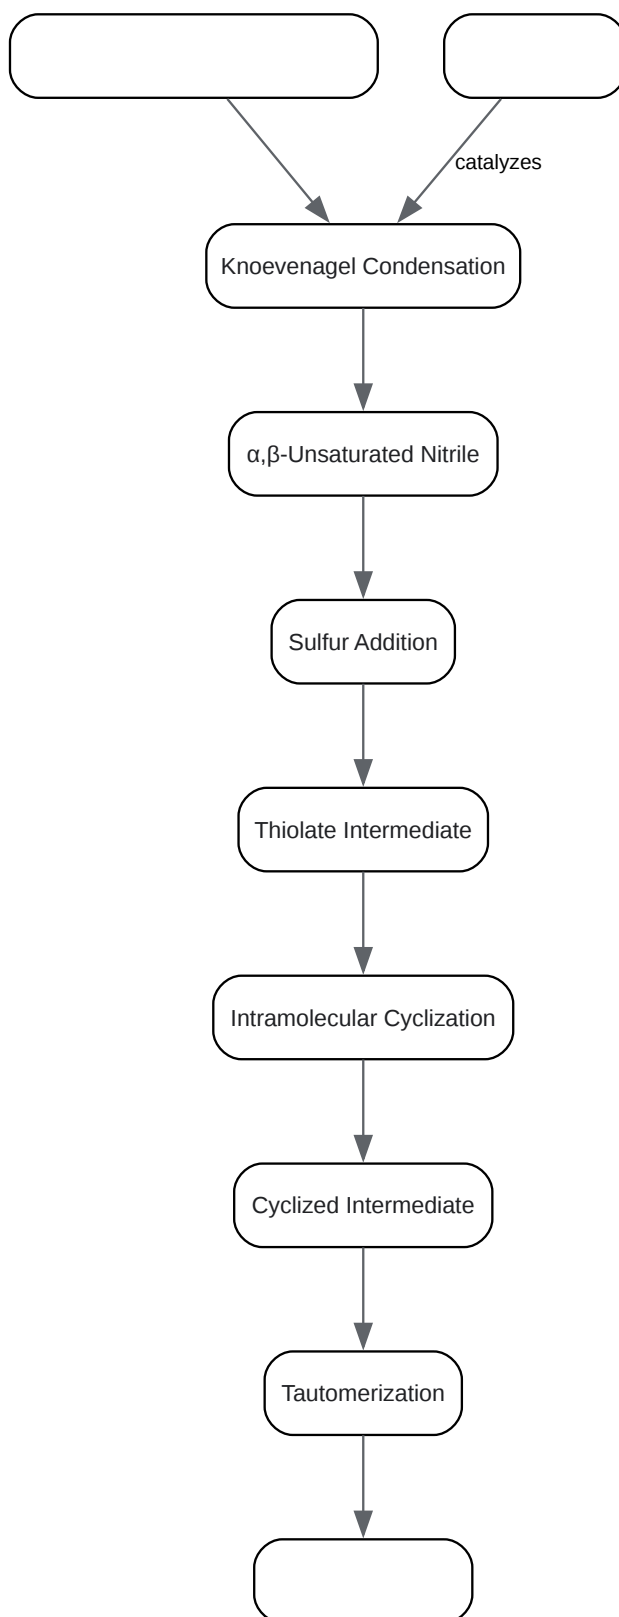 catalyzes
Knoevenagel Condensation
α,β-Unsaturated Nitrile
Sulfur Addition
Thiolate Intermediate
Intramolecular Cyclization
Cyclized Intermediate
Tautomerization